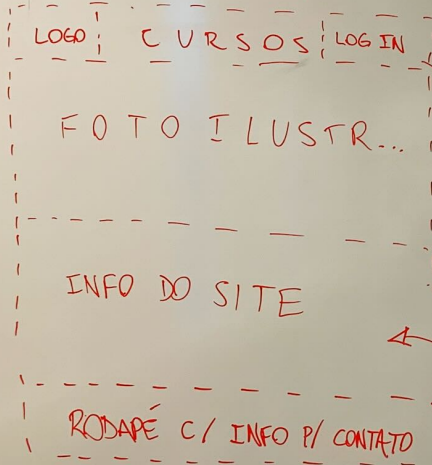 LOGO CURSOS LOG IN
FOTO ILUSTR...
INFO DO SITE
RODAPÉ C/ INFO P/ CONTATO